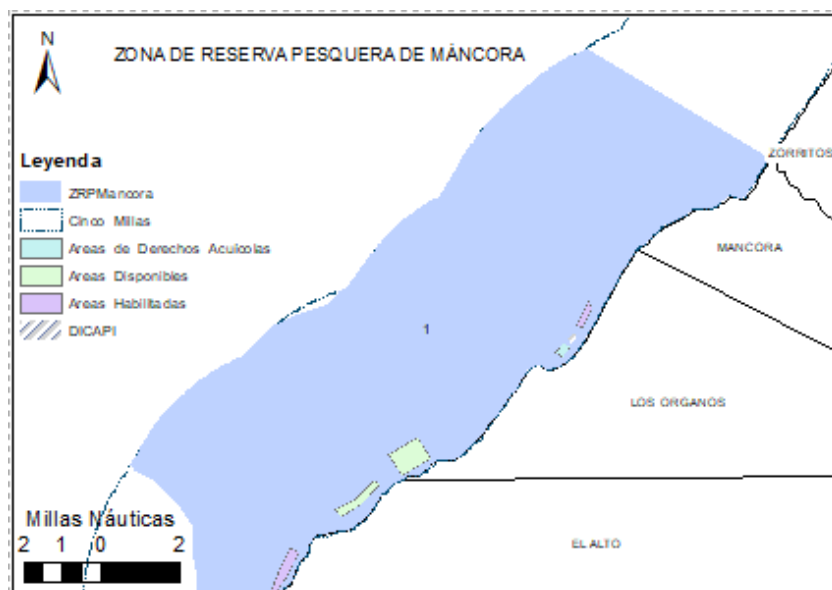 N
ZONA DE RESERVA PESQUERA DE MÁNCORA
Leyenda
ZRPMancora
Cinco Millas
Areas de Derechos Acuícolas
Areas Disponibles
Areas Habilitadas
DICAPI
ZORRITOS
MANCORA
1
LOS ORGANOS
EL ALTO
Millas Náuticas
2 1 0 2